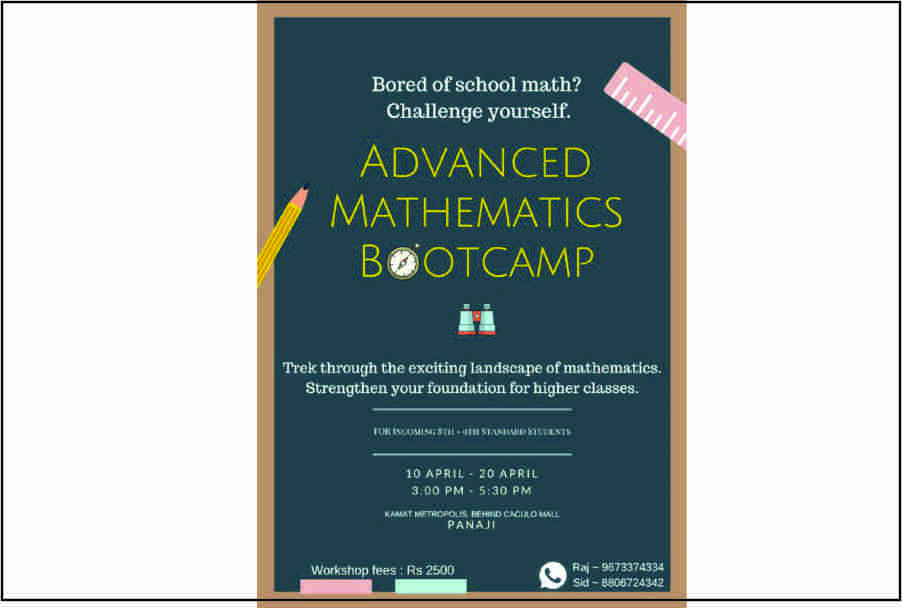 Bored of school math?
Challenge yourself.
ADVANCED
MATHEMATICS
BOOTCAMP
Trek through the exciting landscape of mathematics.
Strengthen your foundation for higher classes.
FOR INCOMING 8TH - 9TH STANDARD STUDENTS
10 APRIL - 20 APRIL
3:00 PM - 5:30 PM
KAMAT METROPOLIS, BEHIND CACULO MALL
PANAJI
Workshop fees : Rs 2500
Raj ~ 9673374334
Sid ~ 8806724342